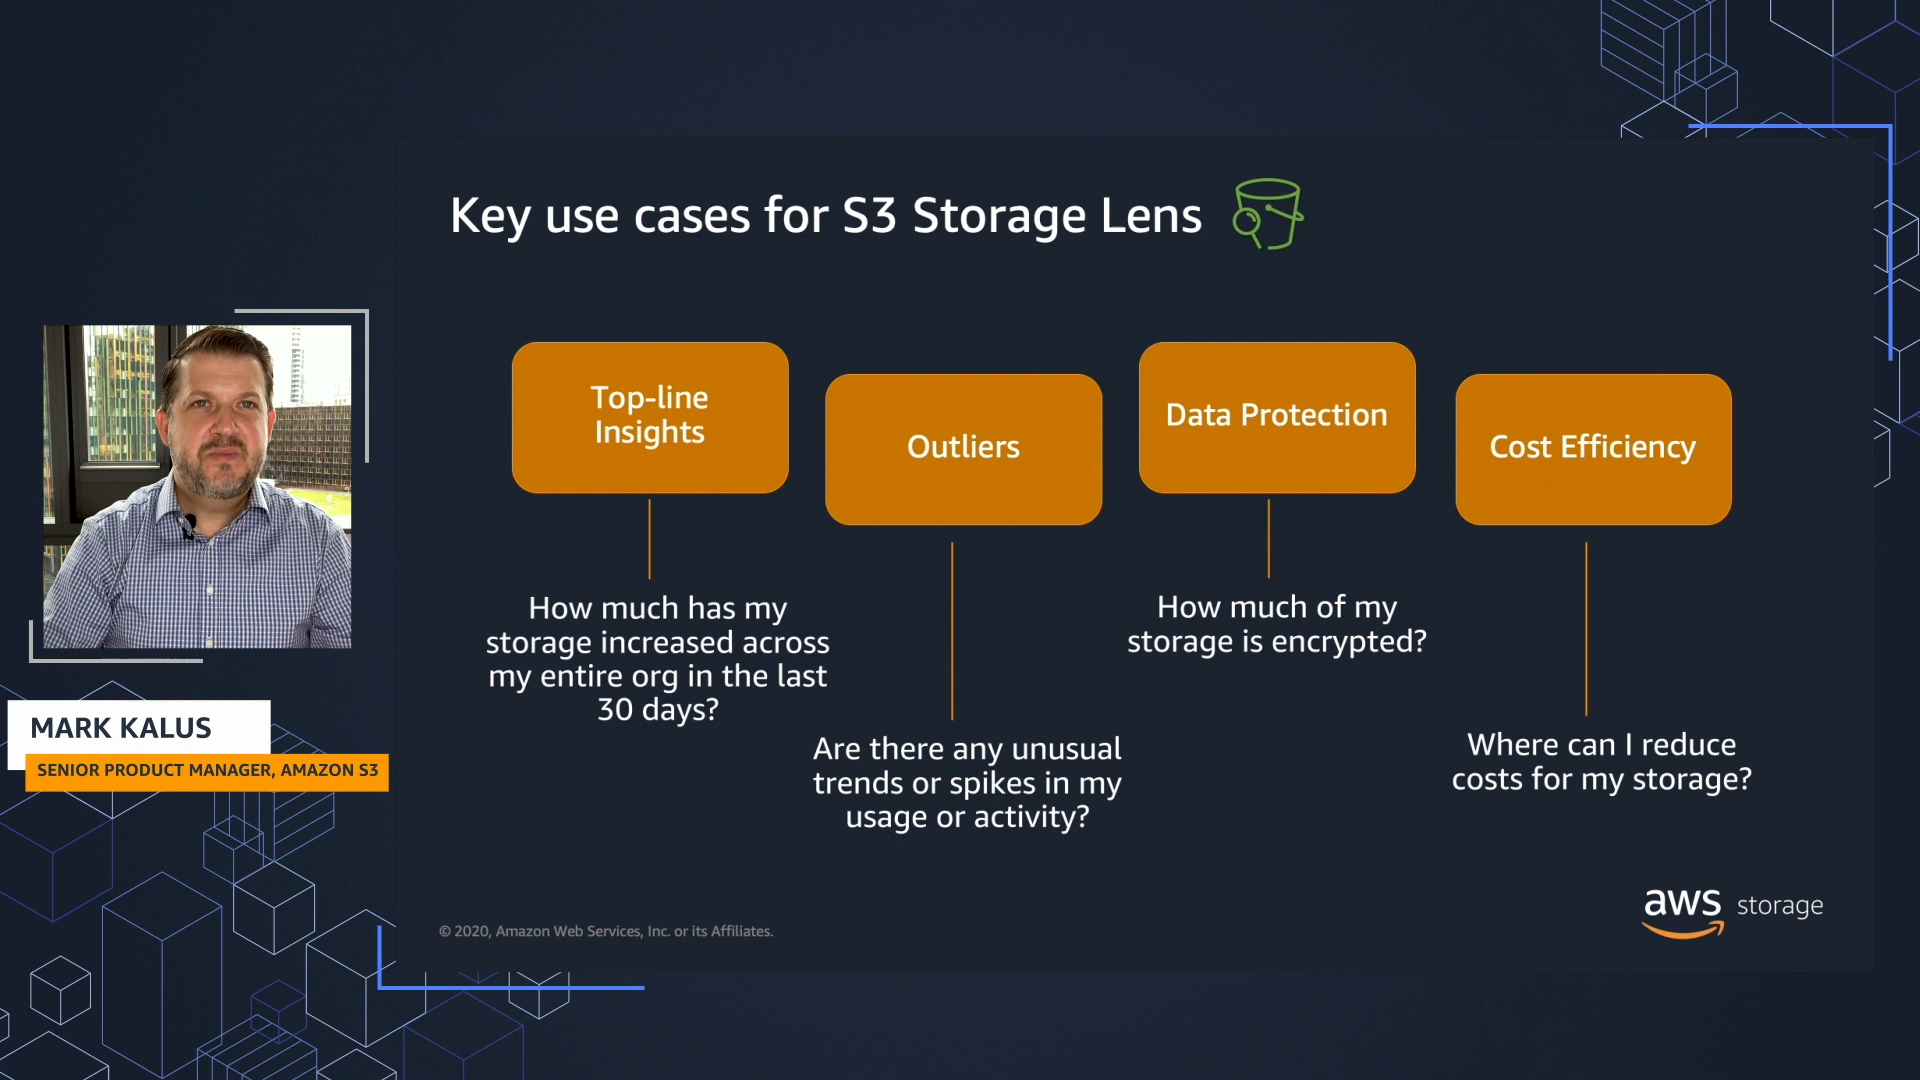 Key use cases for S3 Storage Lens
Top-line
Insights
How much has my
storage increased across
my entire org in the last
30 days?
Outliers
Are there any unusual
trends or spikes in my
usage or activity?
Data Protection
How much of my
storage is encrypted?
Cost Efficiency
Where can I reduce
costs for my storage?
MARK KALUS
SENIOR PRODUCT MANAGER, AMAZON S3
© 2020, Amazon Web Services, Inc. or its Affiliates.
aws storage